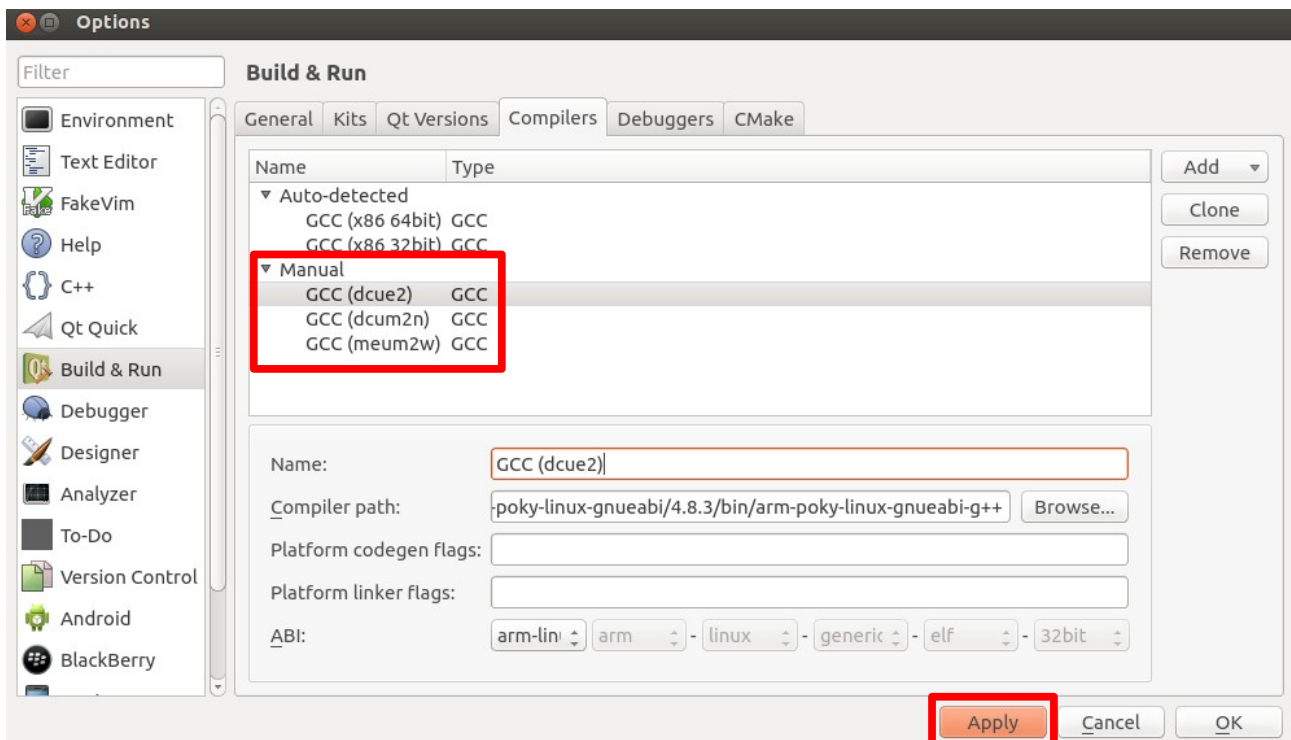 Options
Filter
Build & Run
Environment
Text Editor
FakeVim
Help
C++
Qt Quick
Build & Run
Debugger
Designer
Analyzer
To-Do
Version Control
Android
BlackBerry
General Kits Qt Versions Compilers Debuggers CMake
Name Type
Auto-detected
GCC (x86 64bit) GCC
GCC (x86 32bit) GCC
Manual
GCC (dcue2) GCC
GCC (dcum2n) GCC
GCC (meum2w) GCC
Add
Clone
Remove
Name: GCC (dcue2)
Compiler path: -poky-linux-gnueabi/4.8.3/bin/arm-poky-linux-gnueabi-g++ Browse...
Platform codegen flags:
Platform linker flags:
ABI: arm-lin arm - linux - generic - elf - 32bit
Apply Cancel OK